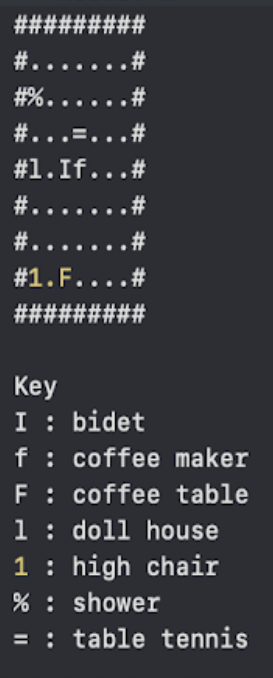 #########
#.......#
#%......#
#...=...#
#l.If...#
#.......#
#.......#
#1.F....#
#########

Key
I : bidet
f : coffee maker
F : coffee table
l : doll house
1 : high chair
% : shower
= : table tennis